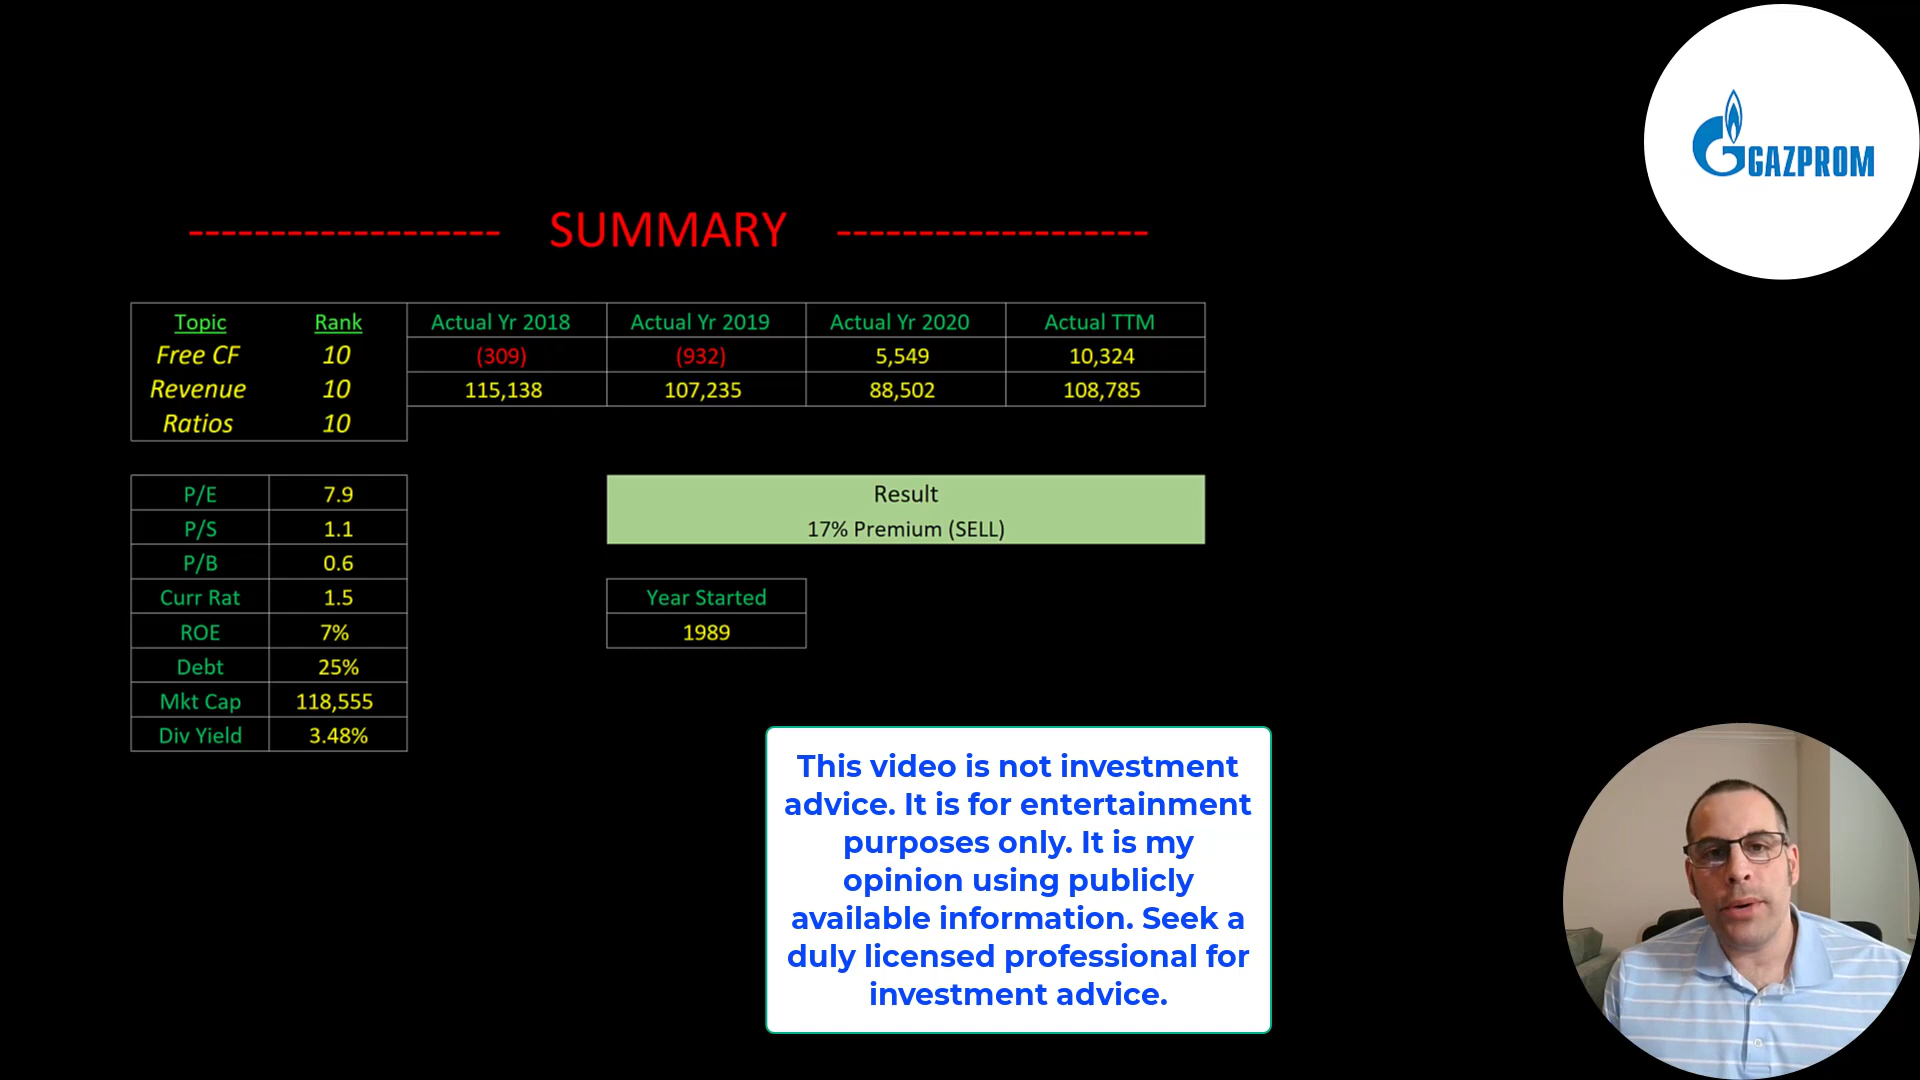 GAZPROM
------------------- SUMMARY -------------------
Topic Rank Actual Yr 2018 Actual Yr 2019 Actual Yr 2020 Actual TTM
Free CF 10 (309) (932) 5,549 10,324
Revenue 10 115,138 107,235 88,502 108,785
Ratios 10
P/E 7.9
P/S 1.1
P/B 0.6
Curr Rat 1.5
ROE 7%
Debt 25%
Mkt Cap 118,555
Div Yield 3.48%
Result
17% Premium (SELL)
Year Started
1989
This video is not investment
advice. It is for entertainment
purposes only. It is my
opinion using publicly
available information. Seek a
duly licensed professional for
investment advice.